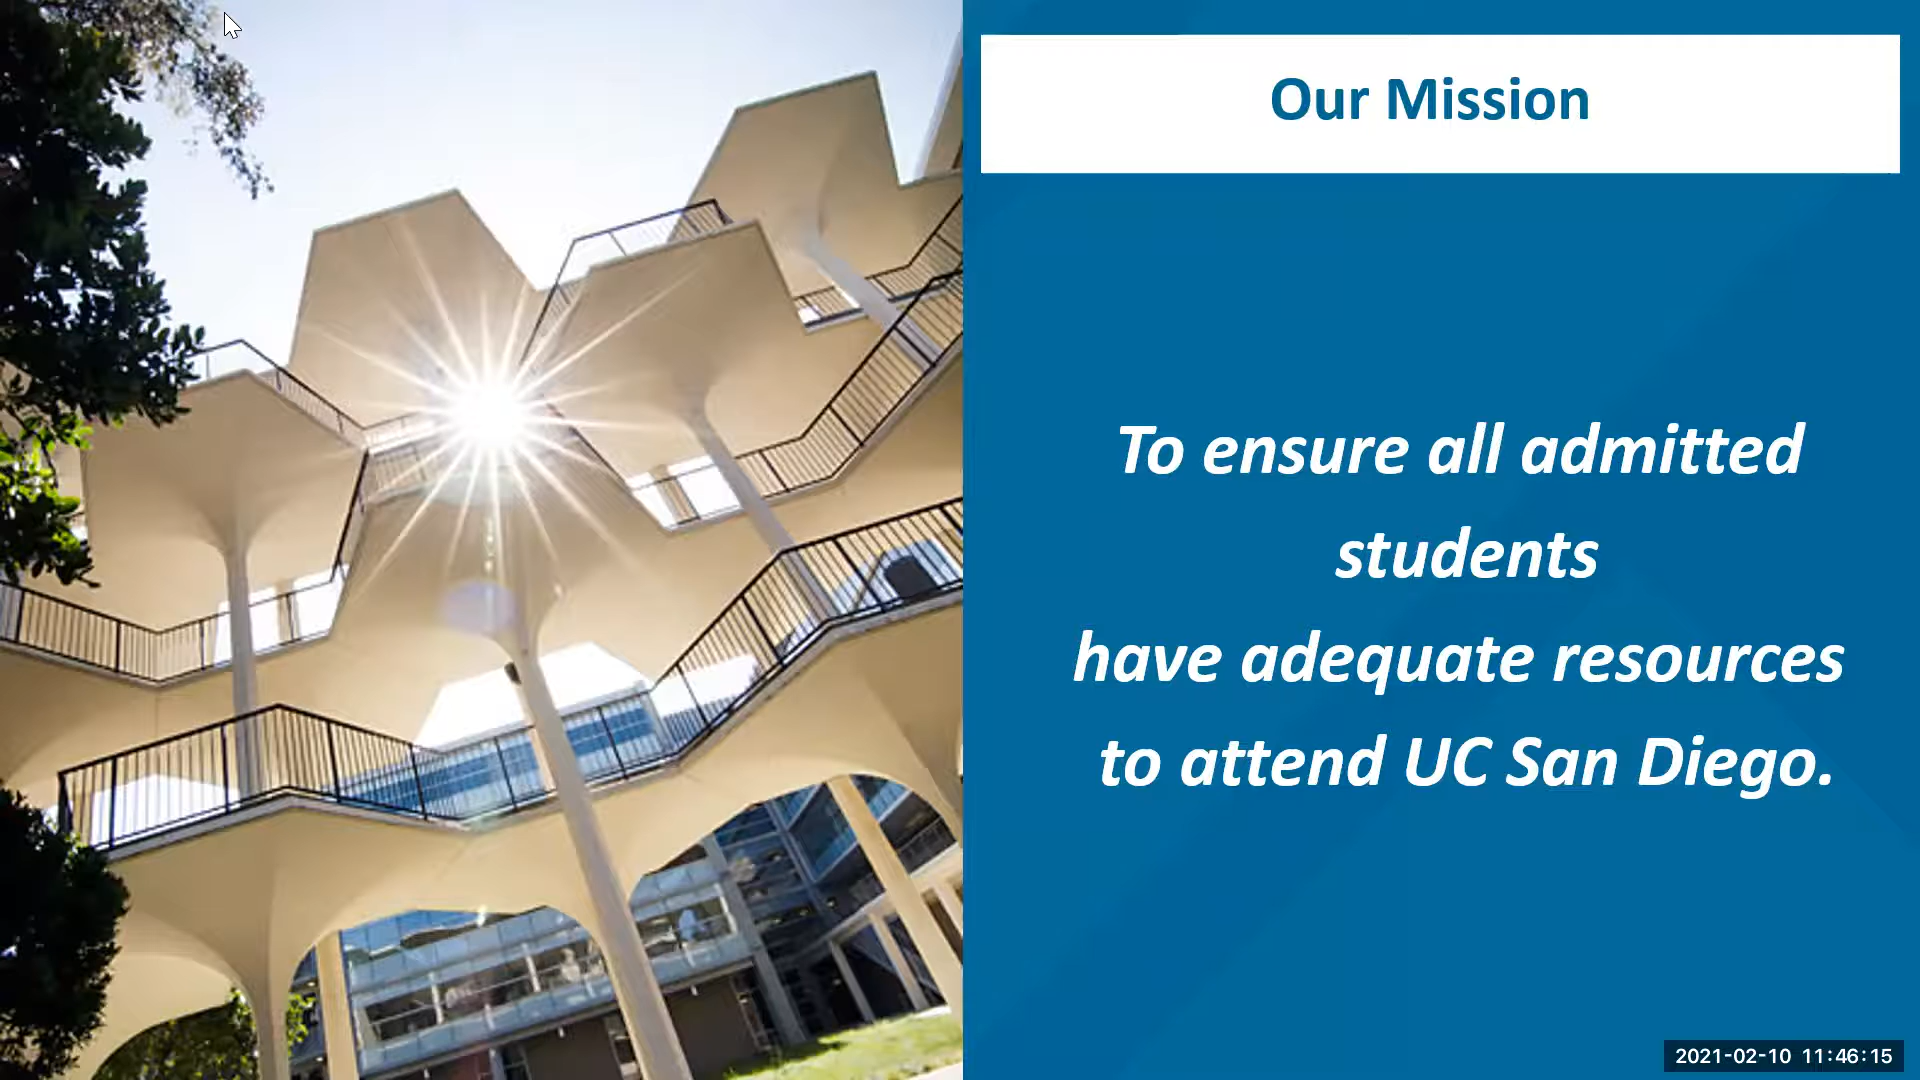 Our Mission
To ensure all admitted
students
have adequate resources
to attend UC San Diego.
2021-02-10 11:46:15